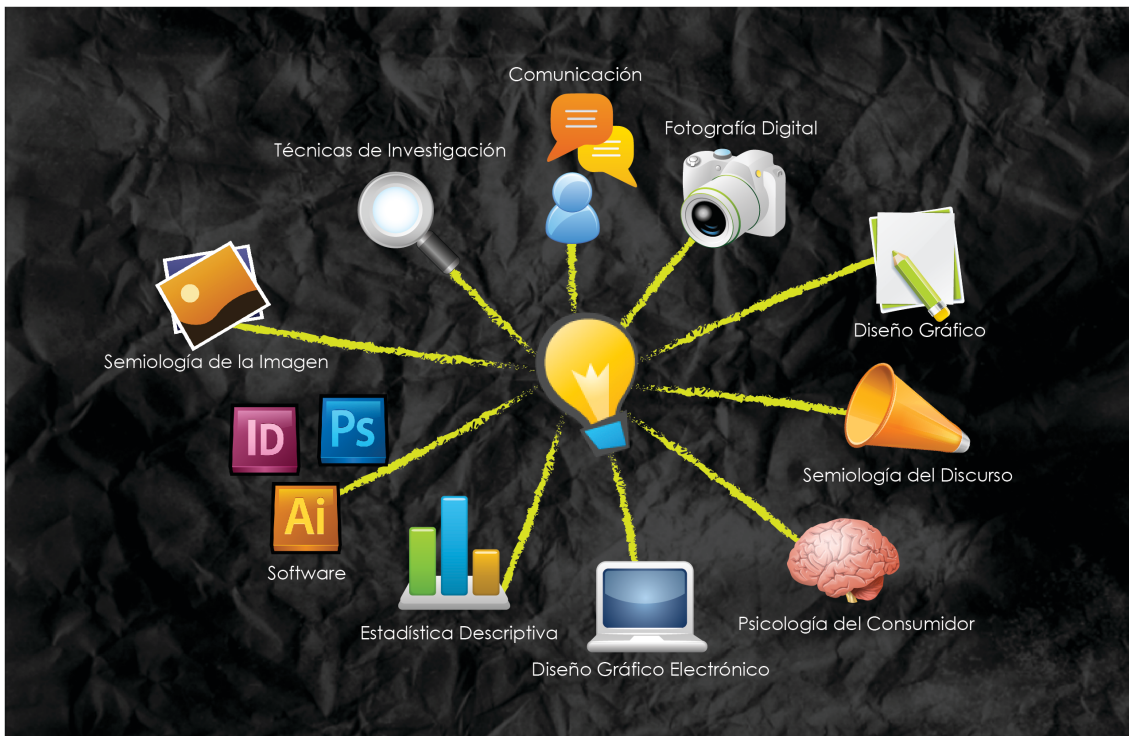 Comunicación
Fotografía Digital
Técnicas de Investigación
Diseño Gráfico
Semiología de la Imagen
ID
Ps
Semiología del Discurso
Ai
Software
Estadística Descriptiva
Psicología del Consumidor
Diseño Gráfico Electrónico